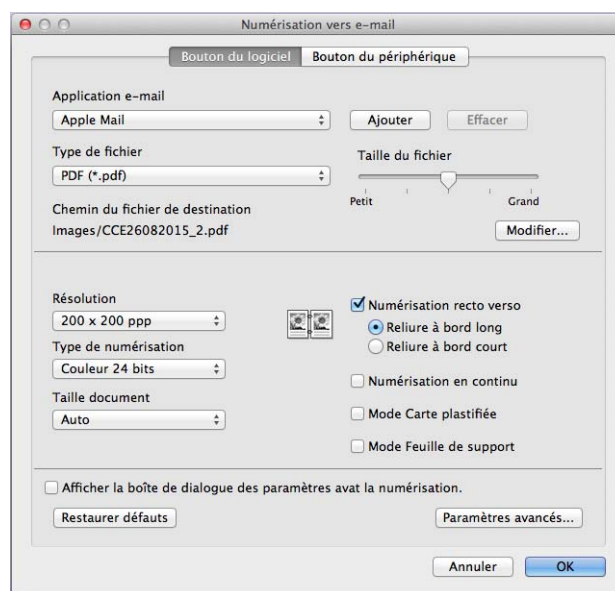 Numérisation vers e-mail
Bouton du logiciel Bouton du périphérique
Application e-mail
Apple Mail Ajouter Effacer
Type de fichier Taille du fichier
PDF (*.pdf)
Petit Grand
Chemin du fichier de destination
Images/CCE26082015_2.pdf Modifier...
Résolution Numérisation recto verso
200 x 200 ppp Reliure à bord long
Type de numérisation Reliure à bord court
Couleur 24 bits Numérisation en continu
Taille document
Auto Mode Carte plastifiée
Mode Feuille de support
Afficher la boîte de dialogue des paramètres avat la numérisation.
Restaurer défauts Paramètres avancés...
Annuler OK